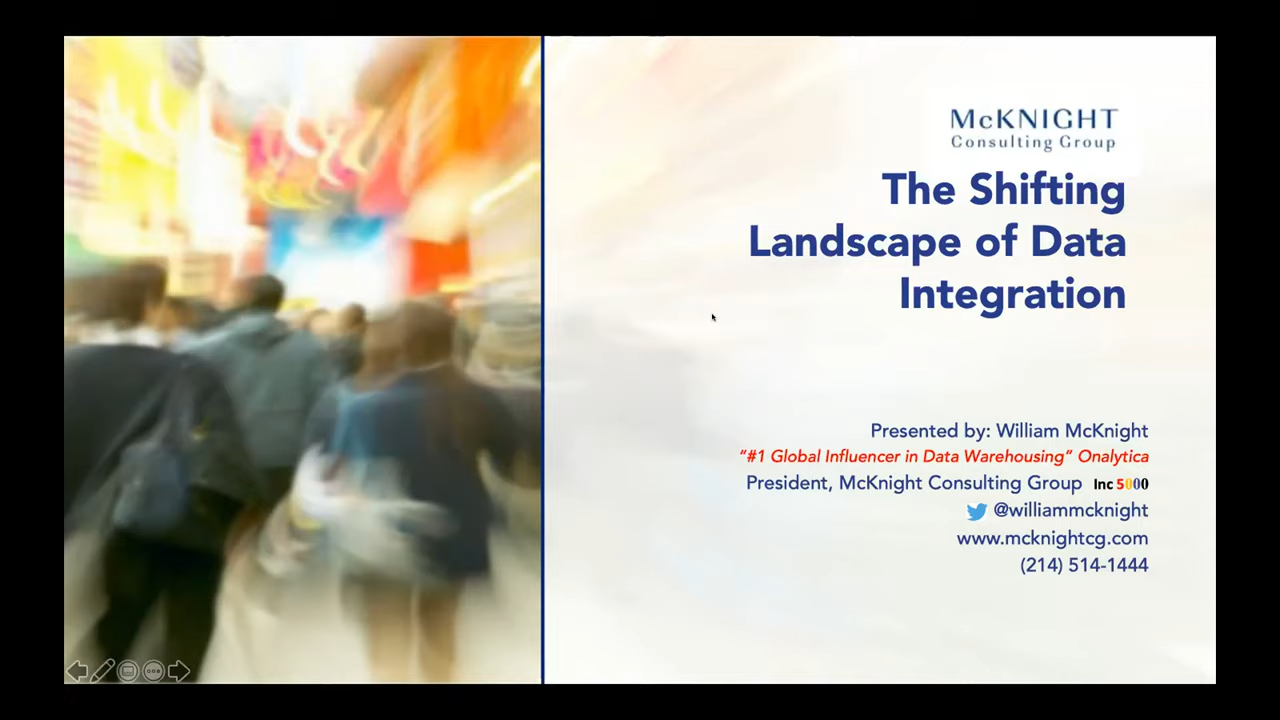 McKNIGHT
Consulting Group
The Shifting
Landscape of Data
Integration
Presented by: William McKnight
“#1 Global Influencer in Data Warehousing” Onalytica
President, McKnight Consulting Group Inc 5000
@williammcknight
www.mcknightcg.com
(214) 514-1444